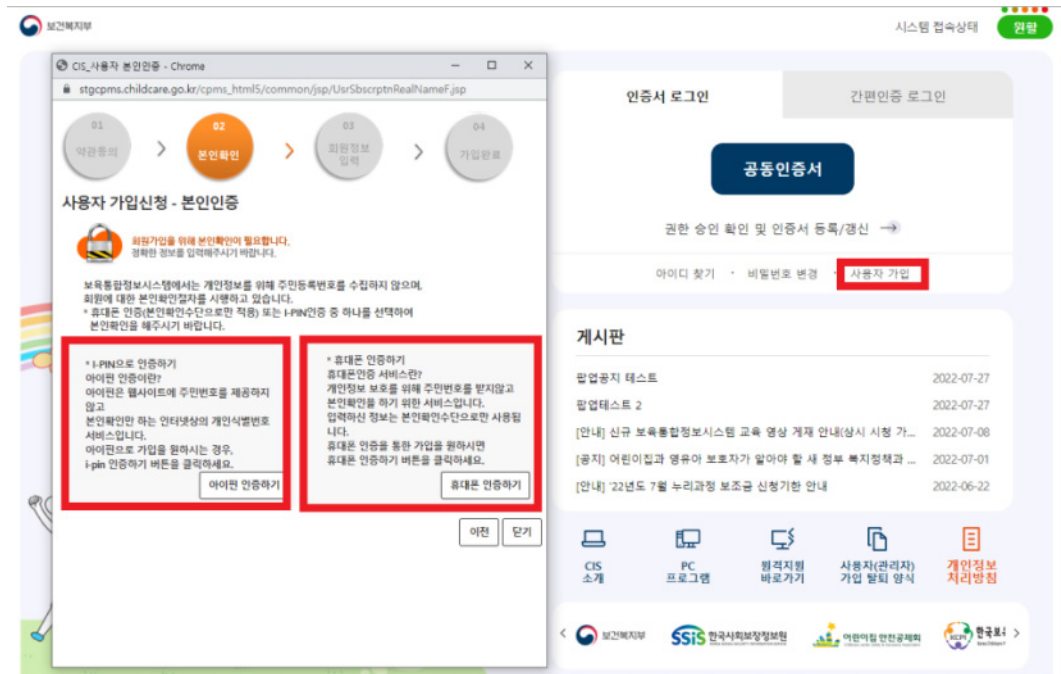 보건복지부
시스템 접속상태
원활
CIS_사용자 본인인증 - Chrome
stgcpms.childcare.go.kr/cpms_html5/common/jsp/UsrSbscrptnRealNameF.jsp
01
약관동의
02
본인확인
03
회원정보
입력
04
가입완료
사용자 가입신청 - 본인인증
회원가입을 위해 본인확인이 필요합니다.
정확한 정보를 입력해주시기 바랍니다.
보육통합정보시스템에서는 개인정보를 위해 주민등록번호를 수집하지 않으며,
회원에 대한 본인확인절차를 시행하고 있습니다.
* 휴대폰 인증(본인확인수단으로만 적용) 또는 I-PIN인증 중 하나를 선택하여
본인확인을 해주시기 바랍니다.
* I-PIN으로 인증하기
아이핀 인증이란?
아이핀은 웹사이트에 주민번호를 제공하지
않고
본인확인만 하는 인터넷상의 개인식별번호
서비스입니다.
아이핀으로 가입을 원하시는 경우,
i-pin 인증하기 버튼을 클릭하세요.
아이핀 인증하기
* 휴대폰 인증하기
휴대폰인증 서비스란?
개인정보 보호를 위해 주민번호를 받지않고
본인확인을 하기 위한 서비스입니다.
입력하신 정보는 본인확인수단으로만 사용됩
니다.
휴대폰 인증을 통한 가입을 원하시면
휴대폰 인증하기 버튼을 클릭하세요.
휴대폰 인증하기
이전
닫기
인증서 로그인
간편인증 로그인
공동인증서
권한 승인 확인 및 인증서 등록/갱신 →
아이디 찾기 · 비밀번호 변경 · 사용자 가입
게시판
팝업공지 테스트 2022-07-27
팝업테스트 2 2022-07-27
[안내] 신규 보육통합정보시스템 교육 영상 게재 안내(상시 시청 가... 2022-07-08
[공지] 어린이집과 영유아 보호자가 알아야 할 새 정부 복지정책과 ... 2022-07-01
[안내] '22년도 7월 누리과정 보조금 신청기한 안내 2022-06-22
CIS
소개
PC
프로그램
원격지원
바로가기
사용자(관리자)
가입 탈퇴 양식
개인정보
처리방침
보건복지부
SSiS 한국사회보장정보원
어린이집안전공제회
KCPI 한국보